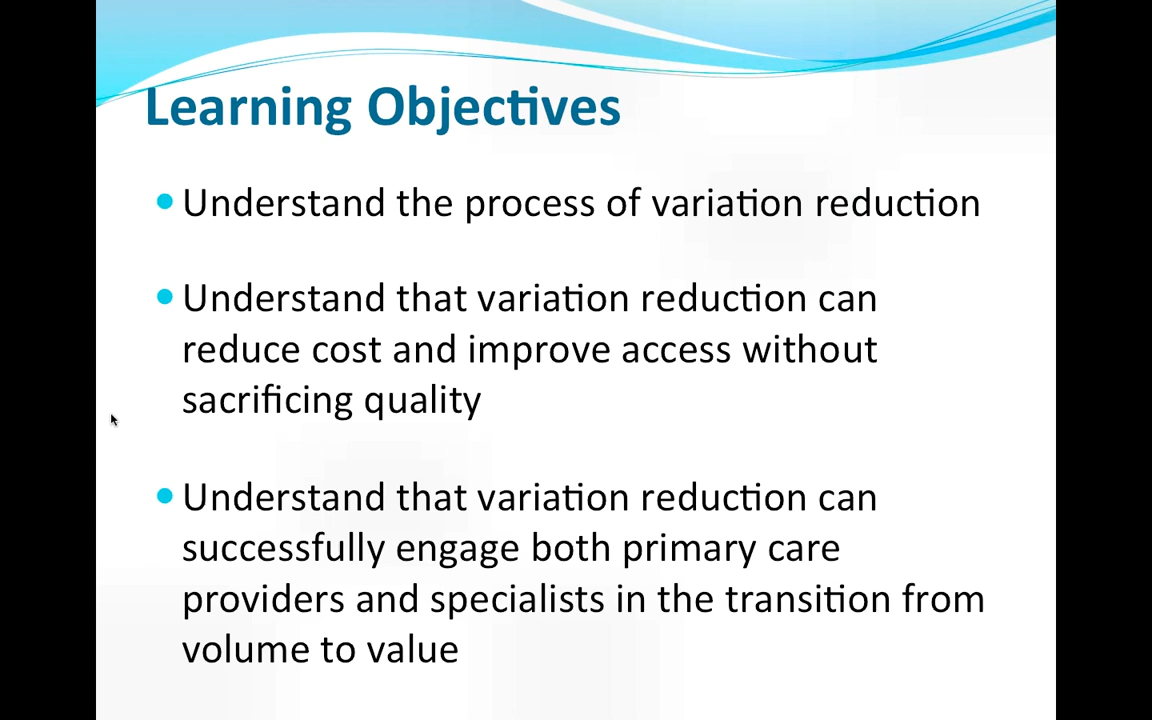 Learning Objectives
• Understand the process of variation reduction
• Understand that variation reduction can
reduce cost and improve access without
sacrificing quality
• Understand that variation reduction can
successfully engage both primary care
providers and specialists in the transition from
volume to value